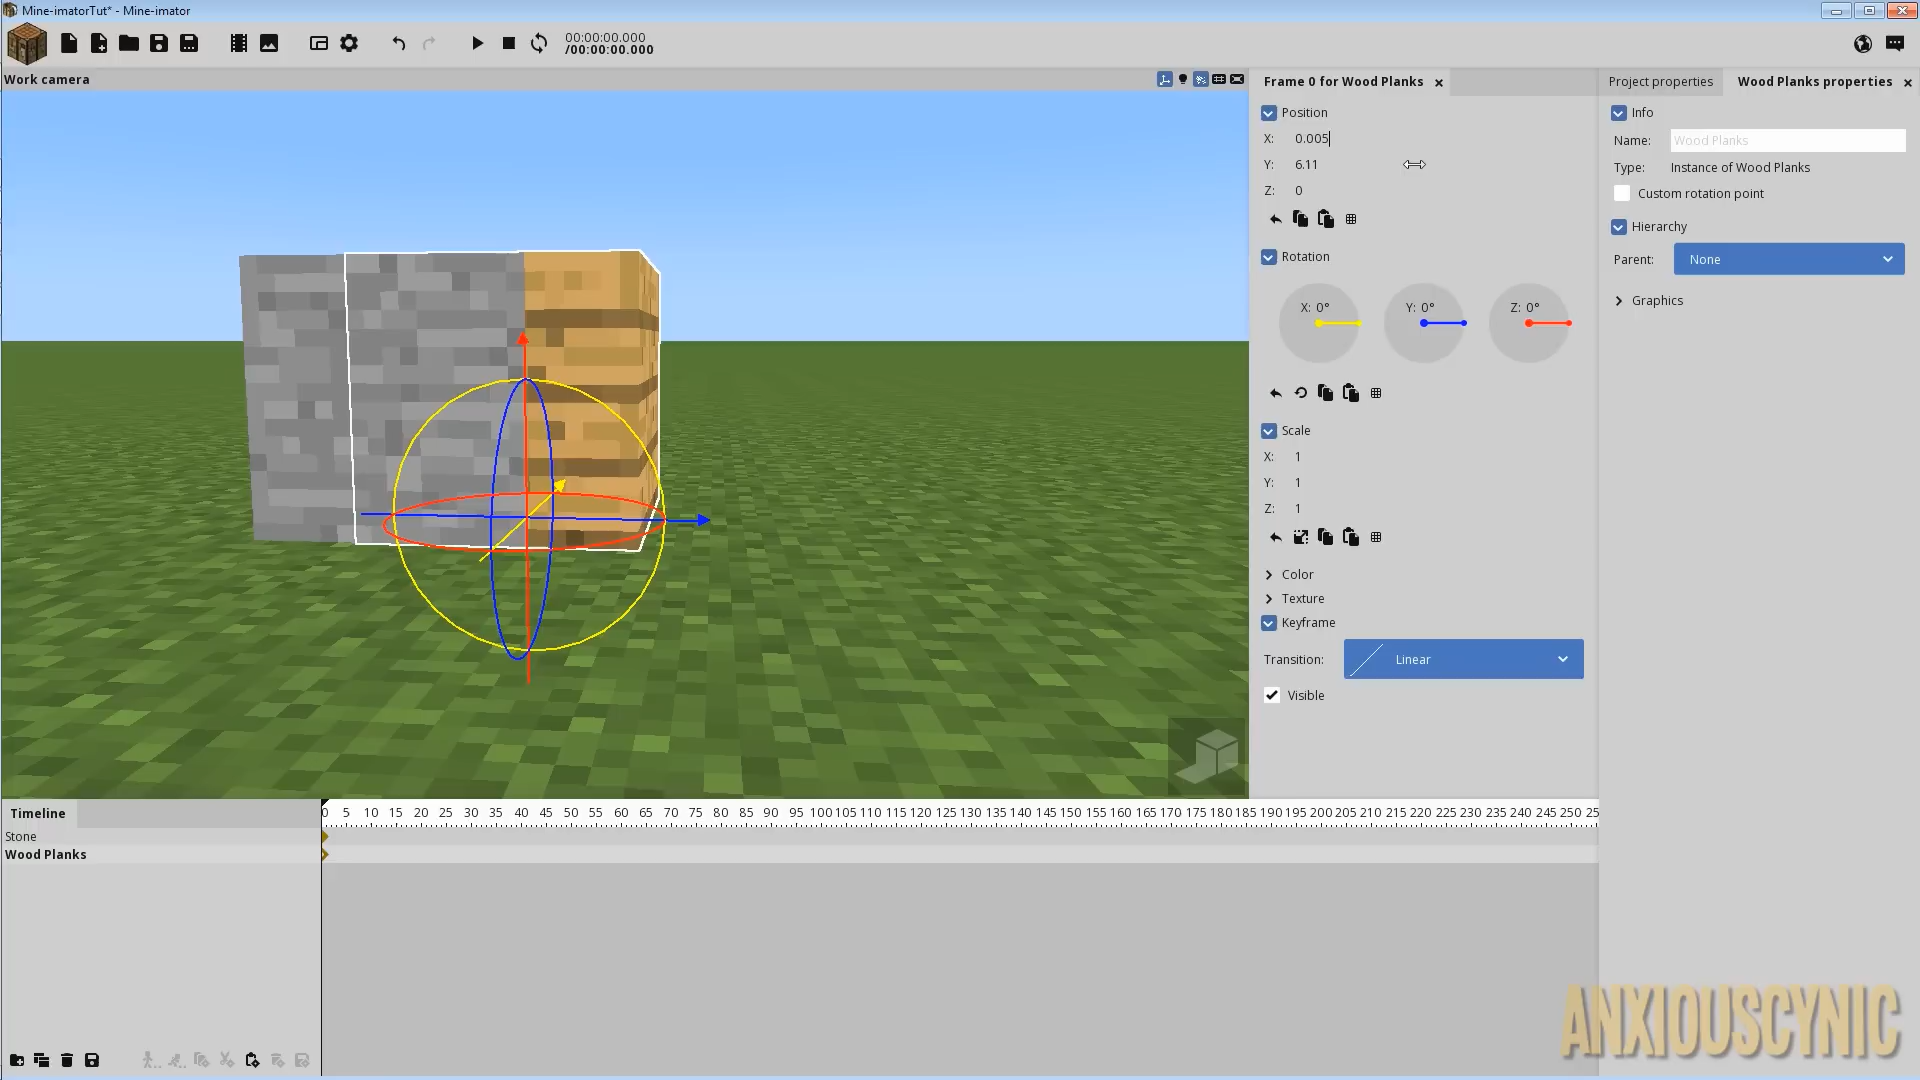 Mine-imatorTut* - Mine-imator
00:00:00.000
/00:00:00.000
Work camera
Frame 0 for Wood Planks
Position
X: 0.005
Y: 6.11
Z: 0
Rotation
X: 0° Y: 0° Z: 0°
Scale
X: 1
Y: 1
Z: 1
Color
Texture
Keyframe
Transition: Linear
Visible
Project properties Wood Planks properties
Info
Name: Wood Planks
Type: Instance of Wood Planks
Custom rotation point
Hierarchy
Parent: None
Graphics
Timeline
0 5 10 15 20 25 30 35 40 45 50 55 60 65 70 75 80 85 90 95 100 105 110 115 120 125 130 135 140 145 150 155 160 165 170 175 180 185 190 195 200 205 210 215 220 225 230 235 240 245 250 25
Stone
Wood Planks
ANXIOUSCYNIC